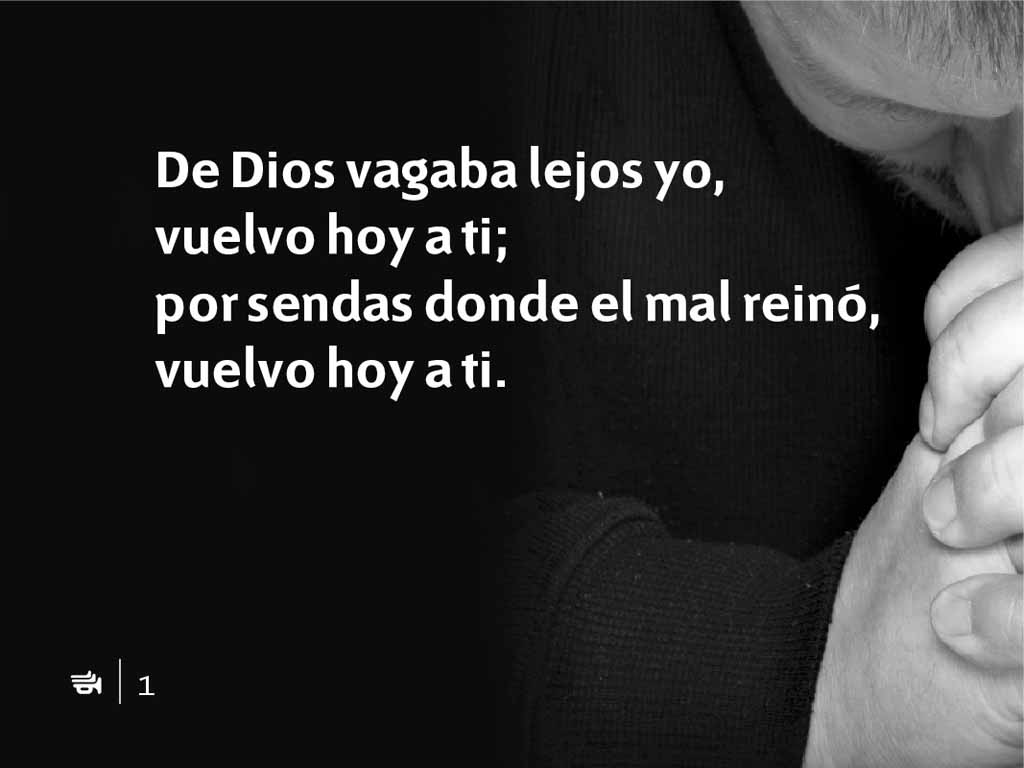 De Dios vagaba lejos yo,
vuelvo hoy a ti;
por sendas donde el mal reinó,
vuelvo hoy a ti.
1